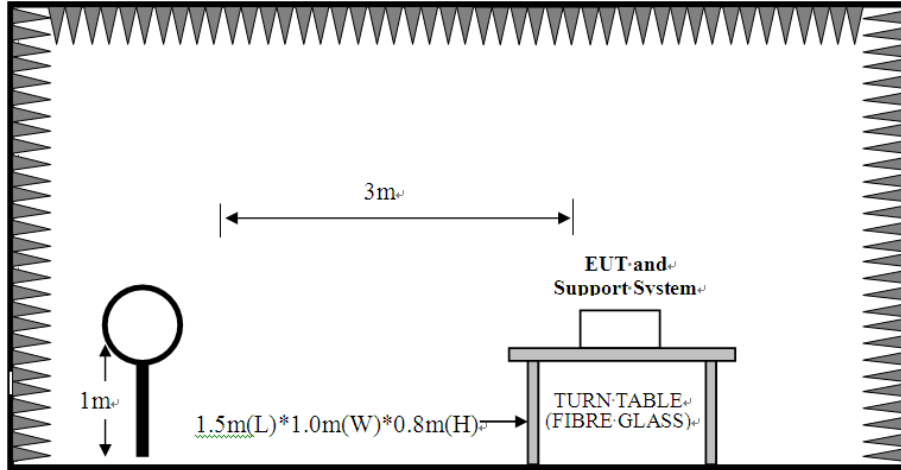 3m
EUT and
Support System
1m
1.5m(L)*1.0m(W)*0.8m(H)
TURN TABLE
(FIBRE GLASS)